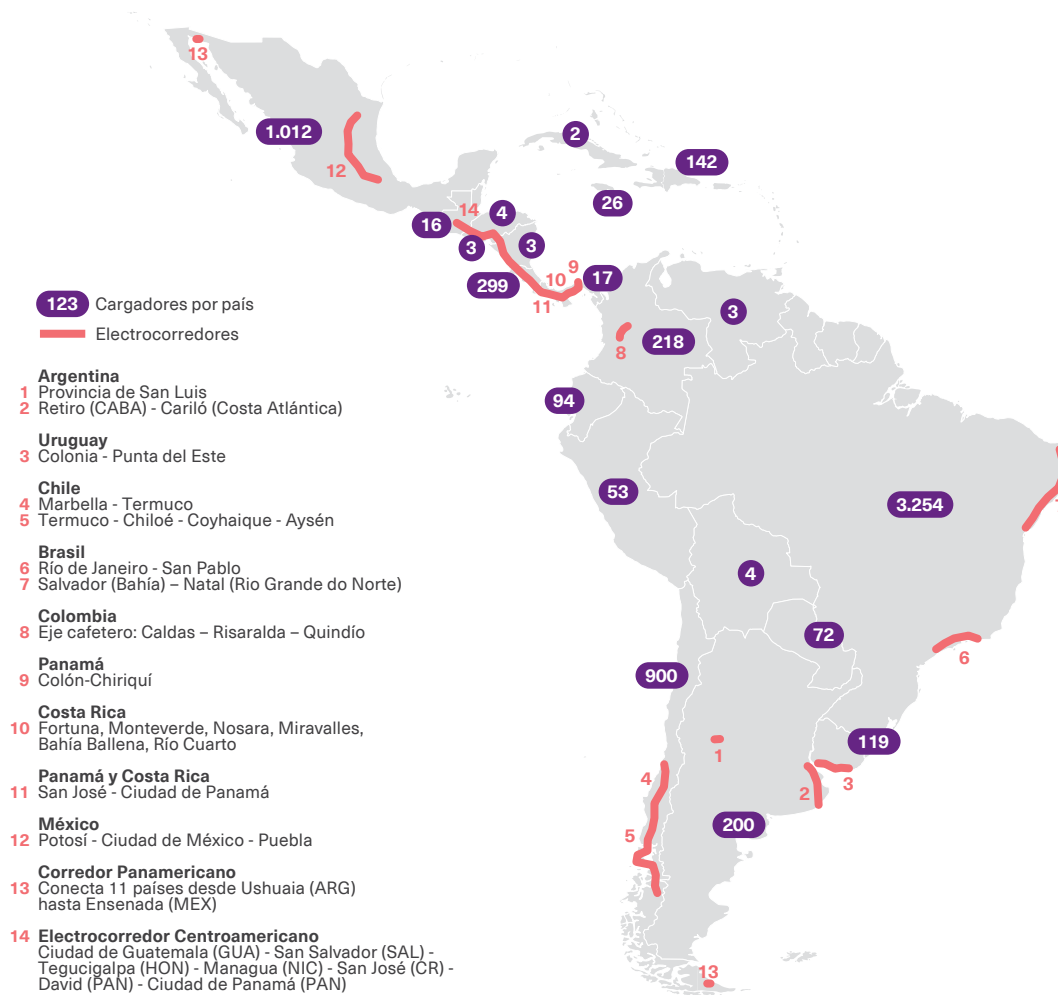 13
1.012
12
2
142
26
14
4
16
3
3
9
299
10
17
11
123 Cargadores por país
3
Electrocorredores
218
8
Argentina
1 Provincia de San Luis
2 Retiro (CABA) - Cariló (Costa Atlántica)
94
Uruguay
3 Colonia - Punta del Este
Chile
4 Marbella - Termuco
5 Termuco - Chiloé - Coyhaique - Aysén
53
3.254
Brasil
6 Río de Janeiro - San Pablo
7 Salvador (Bahía) – Natal (Rio Grande do Norte)
4
Colombia
8 Eje cafetero: Caldas – Risaralda – Quindío
72
6
Panamá
9 Colón-Chiriquí
900
Costa Rica
10 Fortuna, Monteverde, Nosara, Miravalles,
Bahía Ballena, Río Cuarto
119
1
Panamá y Costa Rica
11 San José - Ciudad de Panamá
4
2
3
México
12 Potosí - Ciudad de México - Puebla
5
200
Corredor Panamericano
13 Conecta 11 países desde Ushuaia (ARG)
hasta Ensenada (MEX)
14 Electrocorredor Centroamericano
Ciudad de Guatemala (GUA) - San Salvador (SAL) -
Tegucigalpa (HON) - Managua (NIC) - San José (CR) -
David (PAN) - Ciudad de Panamá (PAN)
13